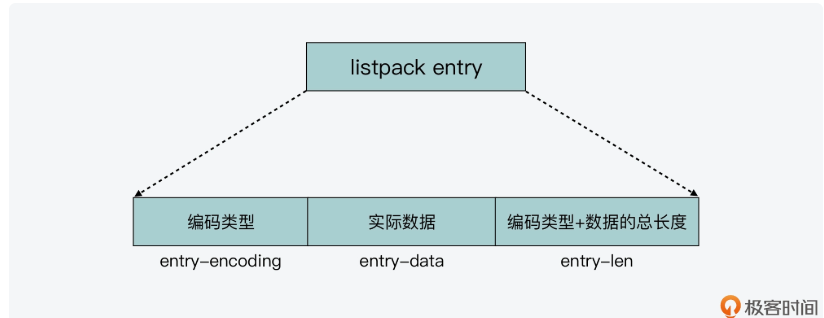 listpack entry
编码类型
实际数据
编码类型+数据的总长度
entry-encoding
entry-data
entry-len
极客时间